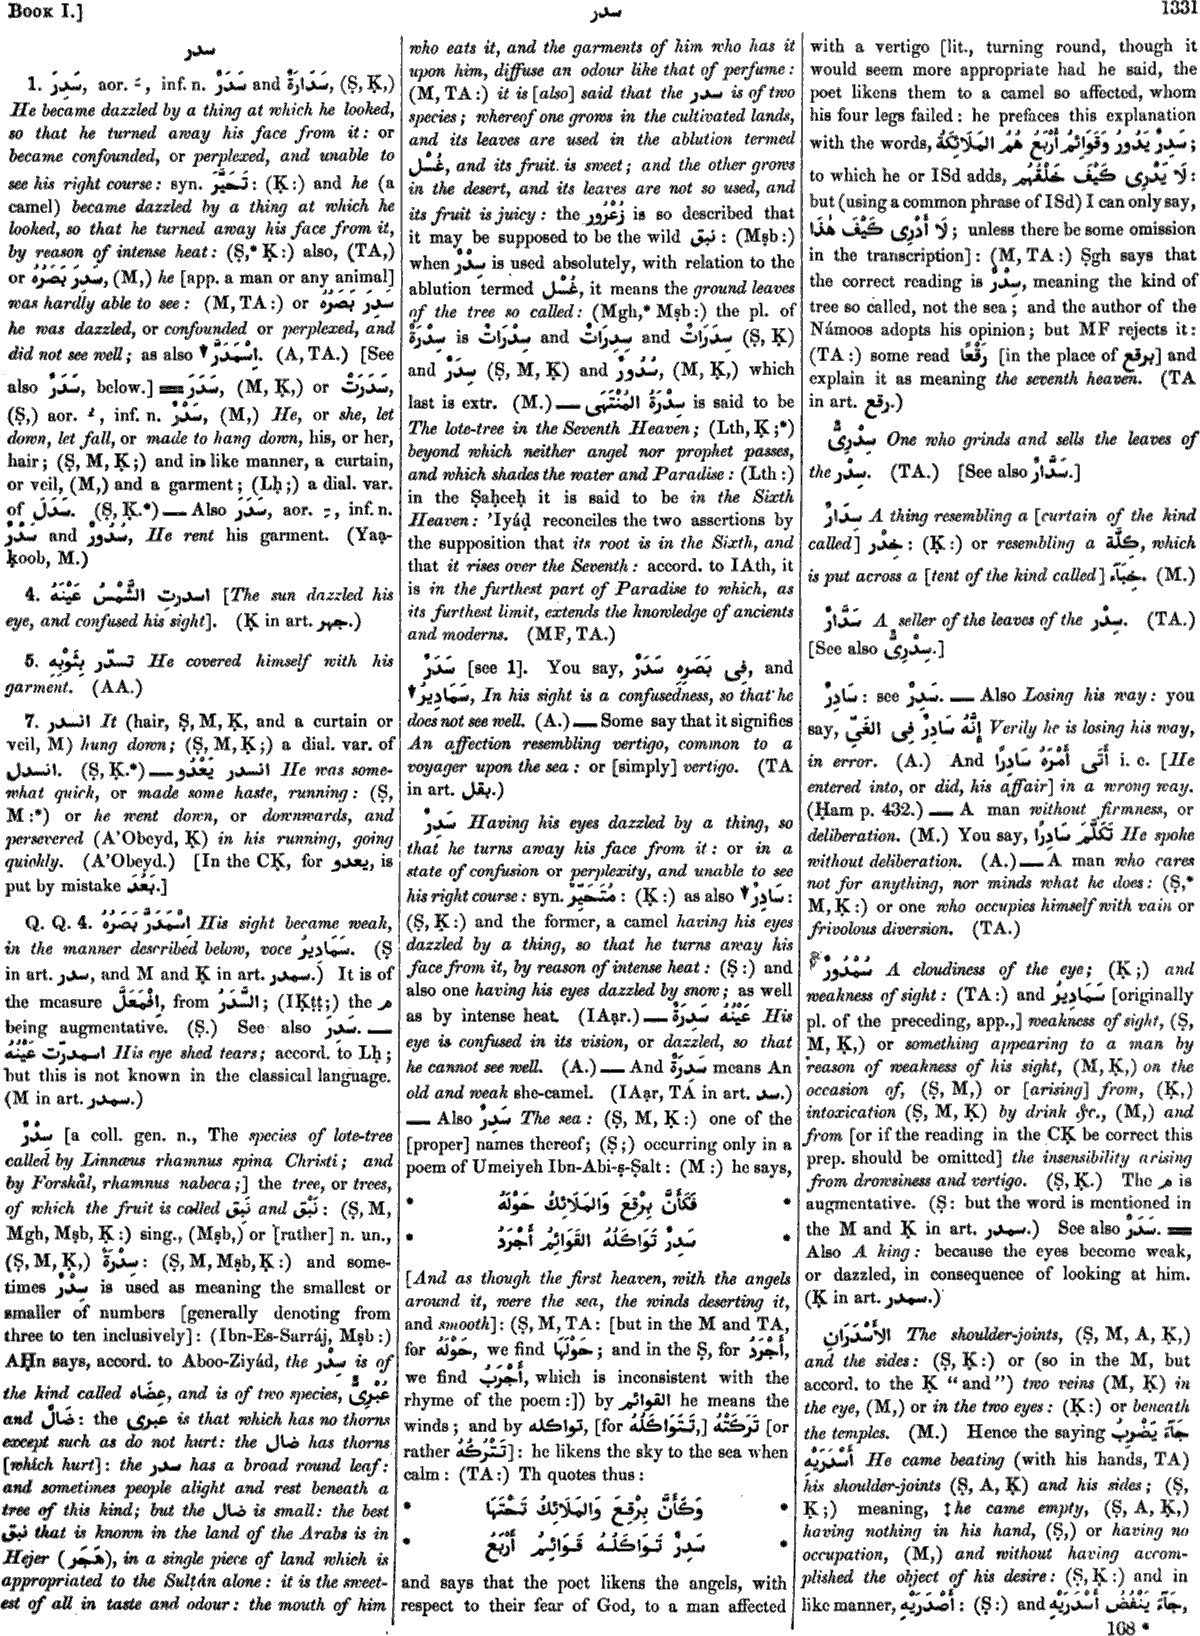 Book I.]
سدر
1331
سدر
1. سَدِرَ, aor. ـَ, inf. n. سَدَرٌ and سَدَارَةٌ, (Ṣ, Ḳ,)
He became dazzled by a thing at which he looked,
so that he turned away his face from it: or
became confounded, or perplexed, and unable to
see his right course: syn. تَحَيَّرَ: (Ḳ:) and he (a
camel) became dazzled by a thing at which he
looked, so that he turned away his face from it,
by reason of intense heat: (Ṣ,* Ḳ:) also, (TA,)
or سَدِرَ بَصَرُهُ, (M,) he [app. a man or any animal]
was hardly able to see: (M, TA:) or سَدِرَ بَصَرُهُ
he was dazzled, or confounded or perplexed, and
did not see well; as also ↓ اِسْمَدَرَّ. (A, TA.) [See
also سَدَرٌ, below.] ═ سَدَرَ, (M, Ḳ,) or سَدَرَتْ,
(Ṣ,) aor. ـُ, inf. n. سَدْرٌ, (M,) He, or she, let
down, let fall, or made to hang down, his, or her,
hair; (Ṣ, M, Ḳ;) and in like manner, a curtain,
or veil, (M,) and a garment; (Lḥ;) a dial. var.
of سَدَلَ. (Ṣ, Ḳ.*) — Also سَدَرَ, aor. ـِ, inf. n.
سَدْرٌ and سُدُورٌ, He rent his garment. (Yaạ-
ḳoob, M.)
4. اسدرتِ الشَّمْسُ عَيْنَهُ [The sun dazzled his
eye, and confused his sight]. (Ḳ in art. جهر.)
5. تسدّر بِثَوْبِهِ He covered himself with his
garment. (AA.)
7. انسدر It (hair, Ṣ, M, Ḳ, and a curtain or
veil, M) hung down; (Ṣ, M, Ḳ;) a dial. var. of
انسدل. (Ṣ, Ḳ.*) — انسدر يَعْدُو He was some-
what quick, or made some haste, running: (Ṣ,
M:*) or he went down, or downwards, and
persevered (A'Obeyd, Ḳ) in his running, going
quickly. (A'Obeyd.) [In the CḲ, for يعدو, is
put by mistake بَعْدَ.]
Q. Q. 4. اِسْمَدَرَّ بَصَرُهُ His sight became weak,
in the manner described below, voce سَمَادِيرُ. (Ṣ
in art. سدر, and M and Ḳ in art. سمدر.) It is of
the measure اِفْمَعَلَّ, from السَّدَرُ; (IḲṭṭ;) the م
being augmentative. (Ṣ.) See also سَدِرَ. —
اسمدرّت عَيْنُهُ His eye shed tears; accord. to Lḥ;
but this is not known in the classical language.
(M in art. سمدر.)
سِدْرٌ [a coll. gen. n., The species of lote-tree
called by Linnæus rhamnus spina Christi; and
by Forskål, rhamnus nabeca;] the tree, or trees,
of which the fruit is called نَبِق and نَبْق: (Ṣ, M,
Mgh, Mṣb, Ḳ:) sing., (Mṣb,) or [rather] n. un.,
(Ṣ, M, Ḳ,) سِدْرَةٌ: (Ṣ, M, Mṣb, Ḳ:) and some-
times سِدْرٌ is used as meaning the smallest or
smaller of numbers [generally denoting from
three to ten inclusively]: (Ibn-Es-Sarráj, Mṣb:)
AḤn says, accord. to Aboo-Ziyád, the سِدْر is of
the kind called عِضَاه, and is of two species, عُبْرِىٌّ
and ضَالٌ: the عبرى is that which has no thorns
except such as do not hurt: the ضال has thorns
[which hurt]: the سدر has a broad round leaf:
and sometimes people alight and rest beneath a
tree of this kind; but the ضال is small: the best
نبق that is known in the land of the Arabs is in
Hejer (هَجَر), in a single piece of land which is
appropriated to the Sulṭán alone: it is the sweet-
est of all in taste and odour: the mouth of him
who eats it, and the garments of him who has it
upon him, diffuse an odour like that of perfume:
(M, TA:) it is [also] said that the سدر is of two
species; whereof one grows in the cultivated lands,
and its leaves are used in the ablution termed
غُسْل, and its fruit is sweet; and the other grows
in the desert, and its leaves are not so used, and
its fruit is juicy: the زُعْرُور is so described that
it may be supposed to be the wild نبق: (Mṣb:)
when سِدْرٌ is used absolutely, with relation to the
ablution termed غُسْل, it means the ground leaves
of the tree so called: (Mgh,* Mṣb:) the pl. of
سِدْرَةٌ is سِدْرَاتٌ and سِدِرَاتٌ and سِدَرَاتٌ (Ṣ, Ḳ)
and سِدَرٌ (Ṣ, M, Ḳ) and سُدُورٌ, (M, Ḳ,) which
last is extr. (M.) — سِدْرَةُ المُنْتَهَى is said to be
The lote-tree in the Seventh Heaven; (Lth, Ḳ;*)
beyond which neither angel nor prophet passes,
and which shades the water and Paradise: (Lth:)
in the Ṣaḥeeḥ it is said to be in the Sixth
Heaven: 'Iyáḍ reconciles the two assertions by
the supposition that its root is in the Sixth, and
that it rises over the Seventh: accord. to IAth, it
is in the furthest part of Paradise to which, as
its furthest limit, extends the knowledge of ancients
and moderns. (MF, TA.)
سَدَرٌ [see 1]. You say, فِى بَصَرِهِ سَدَرٌ, and
↓ سَمَادِيرُ, In his sight is a confusedness, so that he
does not see well. (A.) — Some say that it signifies
An affection resembling vertigo, common to a
voyager upon the sea: or [simply] vertigo. (TA
in art. بقل.)
سَدِرٌ Having his eyes dazzled by a thing, so
that he turns away his face from it: or in a
state of confusion or perplexity, and unable to see
his right course: syn. مُتَحَيِّرٌ: (Ḳ:) as also ↓ سَادِرٌ:
(Ṣ, Ḳ:) and the former, a camel having his eyes
dazzled by a thing, so that he turns away his
face from it, by reason of intense heat: (Ṣ:) and
also one having his eyes dazzled by snow; as well
as by intense heat. (IAạr.) — عَيْنُهُ سَدِرَةٌ His
eye is confused in its vision, or dazzled, so that
he cannot see well. (A.) — And سَدِرَةٌ means An
old and weak she-camel. (IAạr, TA in art. سد.)
— Also سَدِرٌ The sea: (Ṣ, M, Ḳ:) one of the
[proper] names thereof; (Ṣ;) occurring only in a
poem of Umeiyeh Ibn-Abi-ṣ-Ṣalt: (M:) he says,
* فَكَأَنَّ بِرْقِعَ وَالمَلَائِكَ حَوْلَهُ *
* سَدِرٌ تَوَاكَلَهُ القَوَائِمُ أَجْرَدُ *
[And as though the first heaven, with the angels
around it, were the sea, the winds deserting it,
and smooth]: (Ṣ, M, TA: [but in the M and TA,
for حَوْلَهُ, we find حَوْلَهَا; and in the Ṣ, for أَجْرَدُ,
we find أَجْرَبُ, which is inconsistent with the
rhyme of the poem:]) by القوائم he means the
winds; and by تواكله, [for تَتَوَاكَلُهُ,] تَرَكَتْهُ [or
rather تَتْرُكُهُ]: he likens the sky to the sea when
calm: (TA:) Th quotes thus:
* وَكَأَنَّ بِرْقِعَ وَالمَلَائِكُ تَحْتَهَا *
* سَدِرٌ تَوَاكَلَهُ قَوَائِمُ أَرْبَعُ *
and says that the poet likens the angels, with
respect to their fear of God, to a man affected
with a vertigo [lit., turning round, though it
would seem more appropriate had he said, the
poet likens them to a camel so affected, whom
his four legs failed: he prefaces this explanation
with the words, سَدِرٌ يَدُورُ وَقَوَائِمُ أَرْبَعُ هُمُ المَلَائِكَةُ;
to which he or ISd adds, لَا يَدْرِى كَيْفَ خَلْقُهُمْ:
but (using a common phrase of ISd) I can only say,
لَا أَدْرِى كَيْفَ هٰذَا; unless there be some omission
in the transcription]: (M, TA:) Ṣgh says that
the correct reading is سِدْرٌ, meaning the kind of
tree so called, not the sea; and the author of the
Námoos adopts his opinion; but MF rejects it:
(TA:) some read رَقْعًا [in the place of برقع] and
explain it as meaning the seventh heaven. (TA
in art. رقع.)
سِدْرِىٌّ One who grinds and sells the leaves of
the سِدْر. (TA.) [See also سَدَّارٌ.]
سِدَارٌ A thing resembling a [curtain of the kind
called] خِدْر: (Ḳ:) or resembling a كِلَّة, which
is put across a [tent of the kind called] خِبَآء. (M.)
سَدَّارٌ A seller of the leaves of the سِدْر. (TA.)
[See also سِدْرِىٌّ.]
سَادِرٌ: see سَدِرٌ. — Also Losing his way: you
say, إِنَّهُ سَادِرٌ فِى الغَىِّ Verily he is losing his way,
in error. (A.) And أَتَى أَمْرَهُ سَادِرًا i. e. [He
entered into, or did, his affair] in a wrong way.
(Ḥam p. 432.) — A man without firmness, or
deliberation. (M.) You say, تَكَلَّمَ سَادِرًا He spoke
without deliberation. (A.) — A man who cares
not for anything, nor minds what he does: (Ṣ,*
M, Ḳ:) or one who occupies himself with vain or
frivolous diversion. (TA.)
سُمْدُورٌ A cloudiness of the eye; (Ḳ;) and
weakness of sight: (TA:) and سَمَادِيرُ [originally
pl. of the preceding, app.,] weakness of sight, (Ṣ,
M, Ḳ,) or something appearing to a man by
reason of weakness of his sight, (M, Ḳ,) on the
occasion of, (Ṣ, M,) or [arising] from, (Ḳ,)
intoxication (Ṣ, M, Ḳ) by drink &c., (M,) and
from [or if the reading in the CḲ be correct this
prep. should be omitted] the insensibility arising
from drowsiness and vertigo. (Ṣ, Ḳ.) The م is
augmentative. (Ṣ: but the word is mentioned in
the M and Ḳ in art. سمدر.) See also سَدَرٌ. ═
Also A king: because the eyes become weak,
or dazzled, in consequence of looking at him.
(Ḳ in art. سمدر.)
الأَسْدَرَانِ The shoulder-joints, (Ṣ, M, A, Ḳ,)
and the sides: (Ṣ, Ḳ:) or (so in the M, but
accord. to the Ḳ "and") two veins (M, Ḳ) in
the eye, (M,) or in the two eyes: (Ḳ:) or beneath
the temples. (M.) Hence the saying جَآءَ يَضْرِبُ
أَسْدَرَيْهِ He came beating (with his hands, TA)
his shoulder-joints (Ṣ, A, Ḳ) and his sides; (Ṣ,
Ḳ;) meaning, ‡ he came empty, (Ṣ, A, Ḳ,)
having nothing in his hand, (Ṣ,) or having no
occupation, (M,) and without having accom-
plished the object of his desire: (Ṣ, Ḳ:) and in
like manner, أَصْدَرَيْهِ: (Ṣ:) and جَآءَ يَنْفُضُ أَسْدَرَيْهِ,
168 *